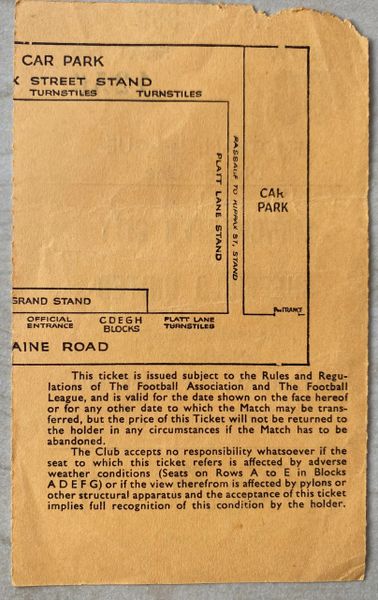 CAR PARK
X STREET STAND
TURNSTILES TURNSTILES
PLATT LANE STAND
PASSAGE TO KIPPAX ST. STAND
CAR
PARK
ENTRANCE
GRAND STAND
OFFICIAL
ENTRANCE
CDEGH
BLOCKS
PLATT LANE
TURNSTILES
AINE ROAD
This ticket is issued subject to the Rules and Regu-
lations of The Football Association and The Football
League, and is valid for the date shown on the face hereof
or for any other date to which the Match may be trans-
ferred, but the price of this Ticket will not be returned to
the holder in any circumstances if the Match has to be
abandoned.
The Club accepts no responsibility whatsoever if the
seat to which this ticket refers is affected by adverse
weather conditions (Seats on Rows A to E in Blocks
A D E F G) or if the view therefrom is affected by pylons or
other structural apparatus and the acceptance of this ticket
implies full recognition of this condition by the holder.